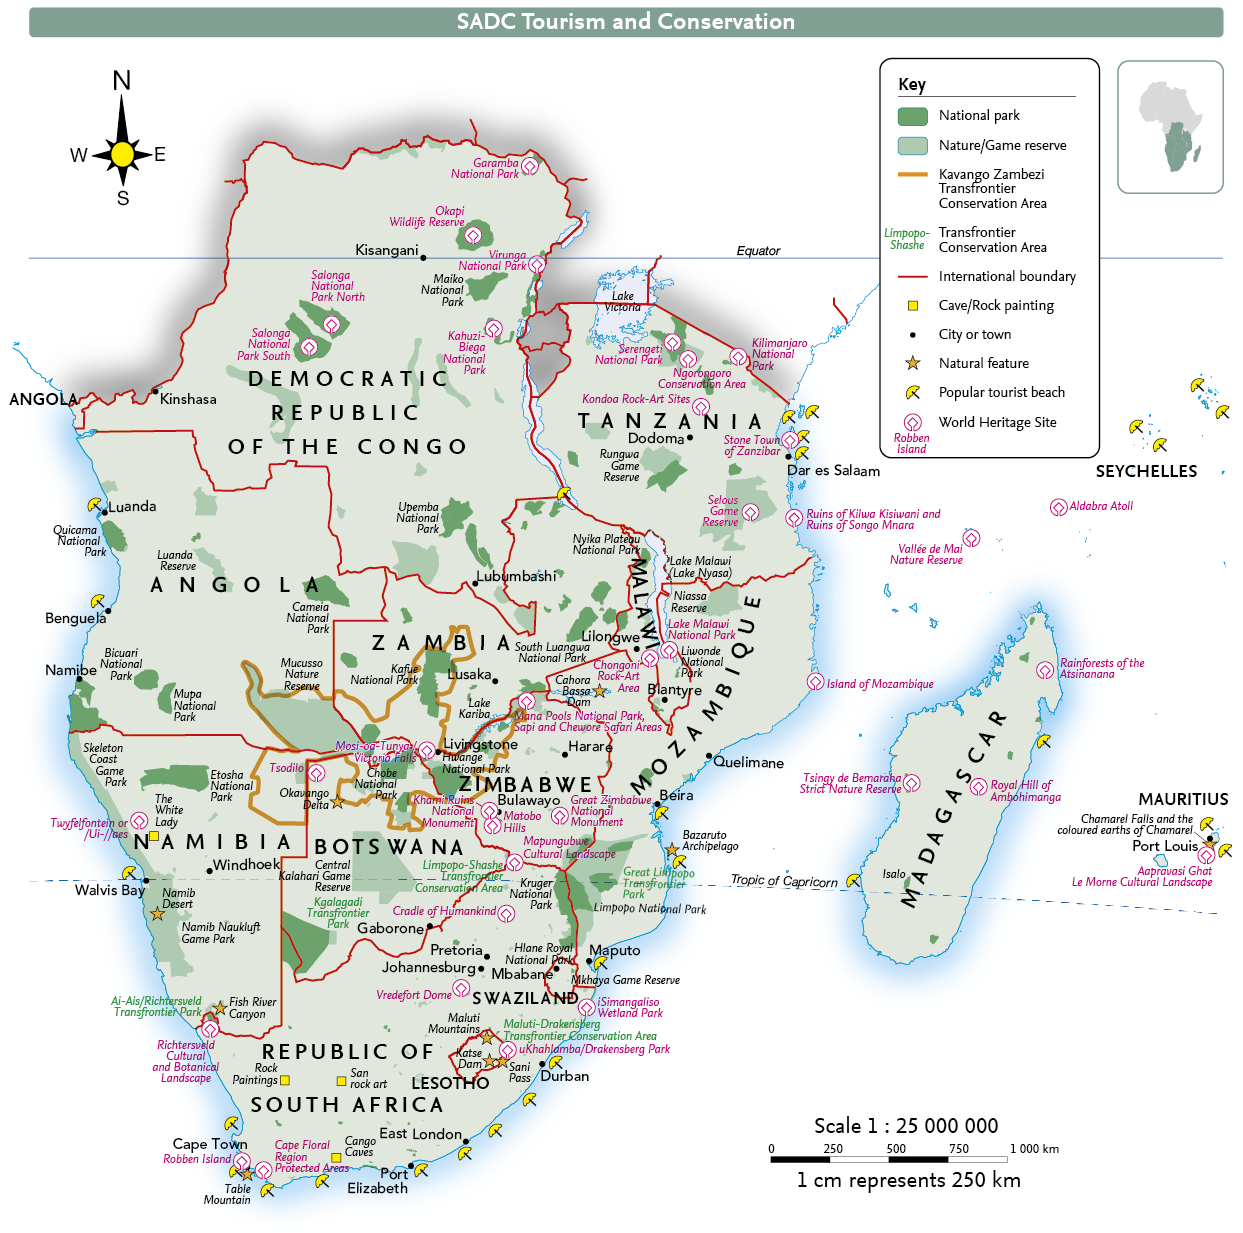 SADC Tourism and Conservation
N
W
E
S
Key
National park
Nature/Game reserve
Kavango Zambezi
Transfrontier
Conservation Area
Limpopo-
Shashe
Transfrontier
Conservation Area
International boundary
Cave/Rock painting
City or town
Natural feature
Popular tourist beach
World Heritage Site
Robben
Island
Garamba
National Park
Okapi
Wildlife Reserve
Kisangani
Virunga
National Park
Equator
Maiko
National
Park
Salonga
National
Park North
Salonga
National
Park South
Kahuzi-
Biega
National
Park
Lake
Victoria
Serengeti
National Park
Kilimanjaro
National
Park
Ngorongoro
Conservation Area
Kondoa Rock-Art Sites
DEMOCRATIC
REPUBLIC
OF THE CONGO
ANGOLA
Kinshasa
TANZANIA
Dodoma
Stone Town
of Zanzibar
Rungwa
Game
Reserve
Dar es Salaam
SEYCHELLES
Selous
Game
Reserve
Ruins of Kilwa Kisiwani and
Ruins of Songo Mnara
Aldabra Atoll
Vallée de Mai
Nature Reserve
Luanda
Quicama
National
Park
Luanda
Reserve
Upemba
National
Park
Nyika Plateau
National Park
Lake Malawi
(Lake Nyasa)
ANGOLA
Lubumbashi
MALAWI
Niassa
Reserve
Cameia
National
Park
Benguela
ZAMBIA
South Luangwa
National Park
Lilongwe
Lake Malawi
National Park
Bicuari
National
Park
Namibe
Mupa
National
Park
Mucusso
Nature
Reserve
Kafue
National Park
Lusaka
Chongoni
Rock-Art
Area
Liwonde
National
Park
Cahora
Bassa
Dam
Blantyre
Island of Mozambique
Rainforests of the
Atsinanana
Lake
Kariba
Mana Pools National Park,
Sapi and Chewore Safari Areas
MOZAMBIQUE
Skeleton
Coast
Game
Park
Etosha
National
Park
Tsodilo
Mosi-oa-Tunya/
Victoria Falls
Livingstone
Hwange
National Park
Harare
Quelimane
Chobe
National
Park
Okavango
Delta
ZIMBABWE
Tsingy de Bemaraha
Strict Nature Reserve
Royal Hill of
Ambohimanga
MADAGASCAR
MAURITIUS
The
White
Lady
Twyfelfontein or
/Ui-//aes
Khami Ruins
National
Monument
Bulawayo
Matobo
Hills
Great Zimbabwe
National
Monument
Beira
Chamarel Falls and the
coloured earths of Chamarel
Port Louis
Aapravasi Ghat
Le Morne Cultural Landscape
NAMIBIA
BOTSWANA
Mapungubwe
Cultural Landscape
Bazaruto
Archipelago
Windhoek
Central
Kalahari Game
Reserve
Limpopo-Shashe
Transfrontier
Conservation Area
Great Limpopo
Transfrontier
Park
Tropic of Capricorn
Isalo
Walvis Bay
Namib
Desert
Kruger
National
Park
Limpopo National Park
Kgalagadi
Transfrontier
Park
Cradle of Humankind
Namib Naukluft
Game Park
Gaborone
Pretoria
Johannesburg
Hlane Royal
National Park
Maputo
Mbabane
Mkhaya Game Reserve
Vredefort Dome
SWAZILAND
iSimangaliso
Wetland Park
Ai-Ais/Richtersveld
Transfrontier Park
Fish River
Canyon
Maluti
Mountains
Maluti-Drakensberg
Transfrontier Conservation Area
uKhahlamba/Drakensberg Park
Richtersveld
Cultural
and Botanical
Landscape
REPUBLIC OF
SOUTH AFRICA
Rock
Paintings
San
rock art
Katse
Dam
Sani
Pass
LESOTHO
Durban
East London
Cape Town
Robben Island
Cape Floral
Region
Protected Areas
Cango
Caves
Port
Elizabeth
Table
Mountain
Scale 1 : 25 000 000
0 250 500 750 1 000 km
1 cm represents 250 km